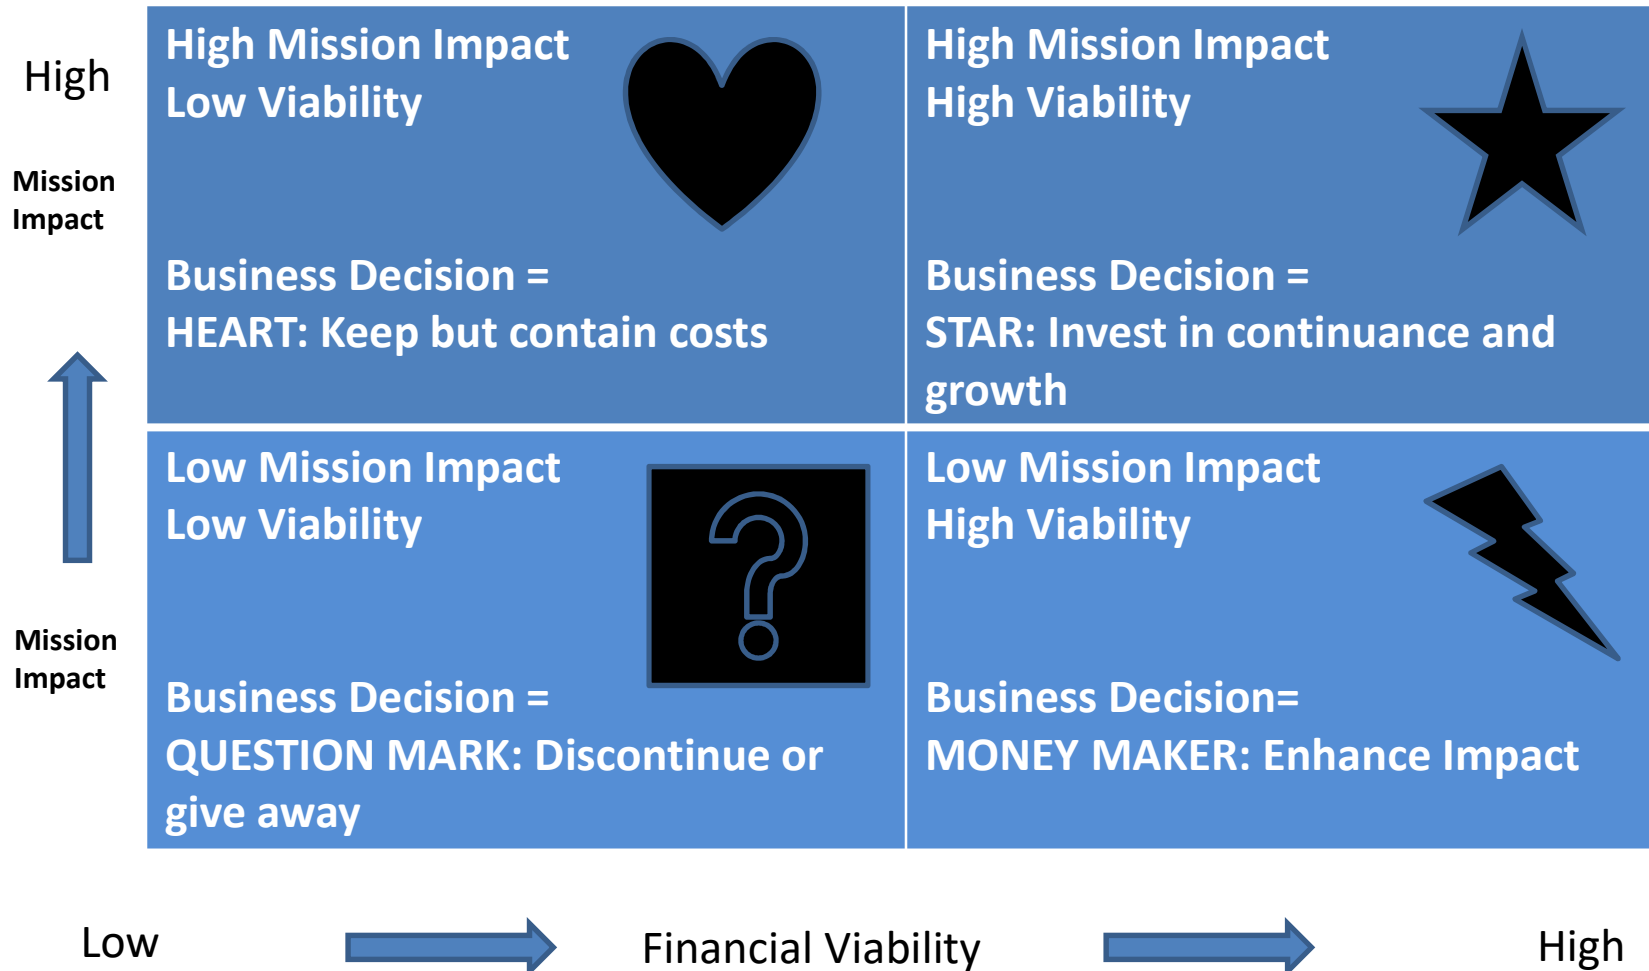 High
Mission
Impact
High Mission Impact
Low Viability
Business Decision =
HEART: Keep but contain costs
High Mission Impact
High Viability
Business Decision =
STAR: Invest in continuance and
growth
Mission
Impact
Low Mission Impact
Low Viability
?
Business Decision =
QUESTION MARK: Discontinue or
give away
Low Mission Impact
High Viability
Business Decision=
MONEY MAKER: Enhance Impact
Low
Financial Viability
High